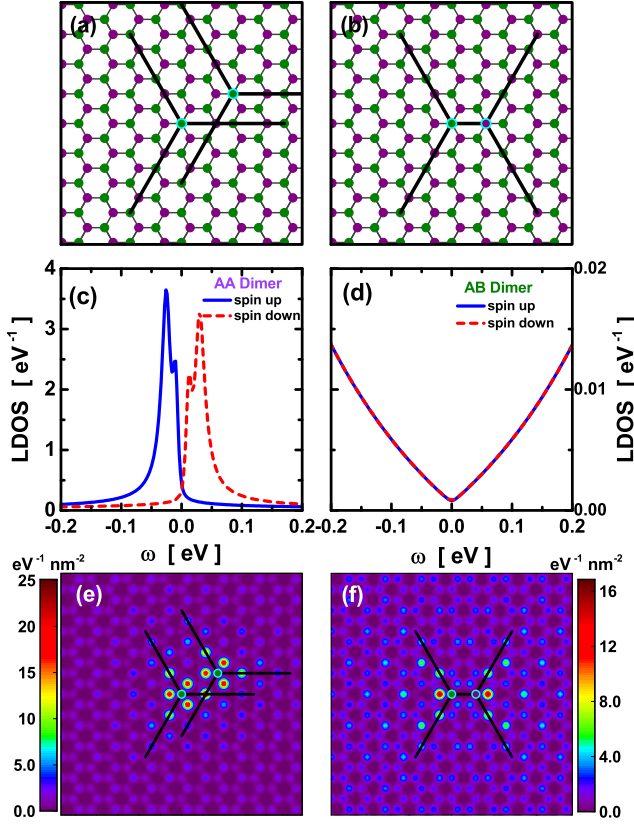 (a)
(b)
(c)
AA Dimer
spin up
spin down
4
3
2
1
0
LDOS [ eV⁻¹ ]
-0.2
-0.1
0.0
0.1
0.2
ω [ eV ]
(d)
AB Dimer
spin up
spin down
0.02
0.01
0.00
LDOS [ eV⁻¹ ]
-0.2
-0.1
0.0
0.1
0.2
ω [ eV ]
eV⁻¹ nm⁻²
25
20
15
10
5
0.0
(e)
(f)
eV⁻¹ nm⁻²
16
12
8.0
4.0
0.0